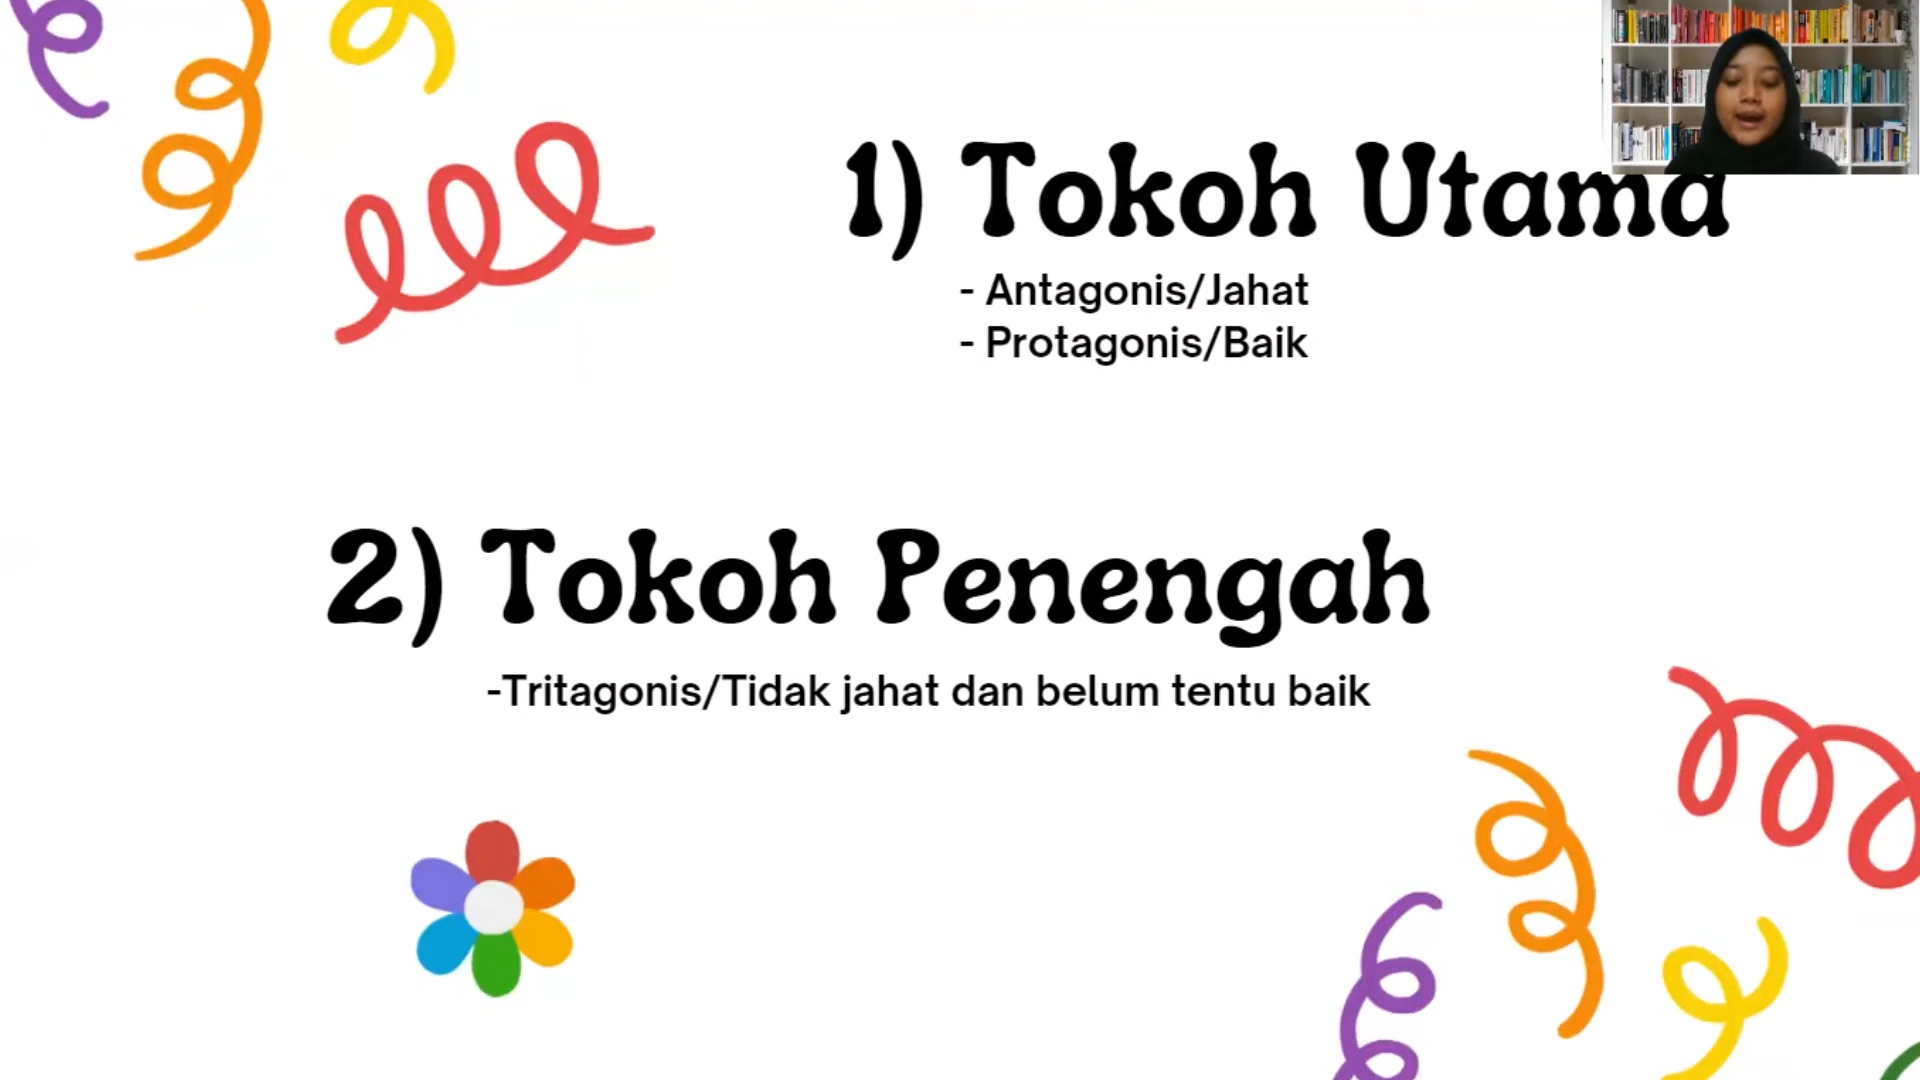 1) Tokoh Utama
- Antagonis/Jahat
- Protagonis/Baik
2) Tokoh Penengah
-Tritagonis/Tidak jahat dan belum tentu baik